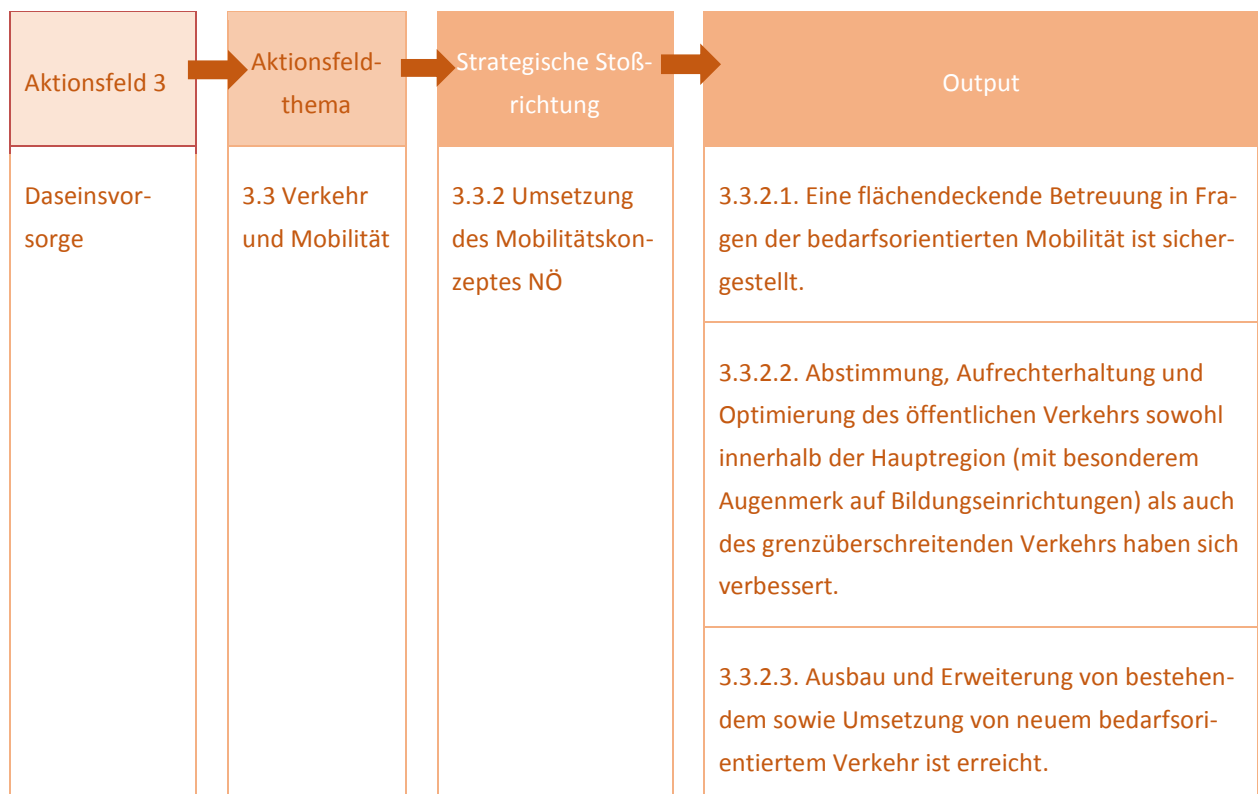 Aktionsfeld 3
Aktionsfeld-
thema
Strategische Stoß-
richtung
Output
Daseinsvor-
sorge
3.3 Verkehr
und Mobilität
3.3.2 Umsetzung
des Mobilitätskon-
zeptes NÖ
3.3.2.1. Eine flächendeckende Betreuung in Fra-
gen der bedarfsorientierten Mobilität ist sicher-
gestellt.
3.3.2.2. Abstimmung, Aufrechterhaltung und
Optimierung des öffentlichen Verkehrs sowohl
innerhalb der Hauptregion (mit besonderem
Augenmerk auf Bildungseinrichtungen) als auch
des grenzüberschreitenden Verkehrs haben sich
verbessert.
3.3.2.3. Ausbau und Erweiterung von bestehen-
dem sowie Umsetzung von neuem bedarfsori-
entiertem Verkehr ist erreicht.